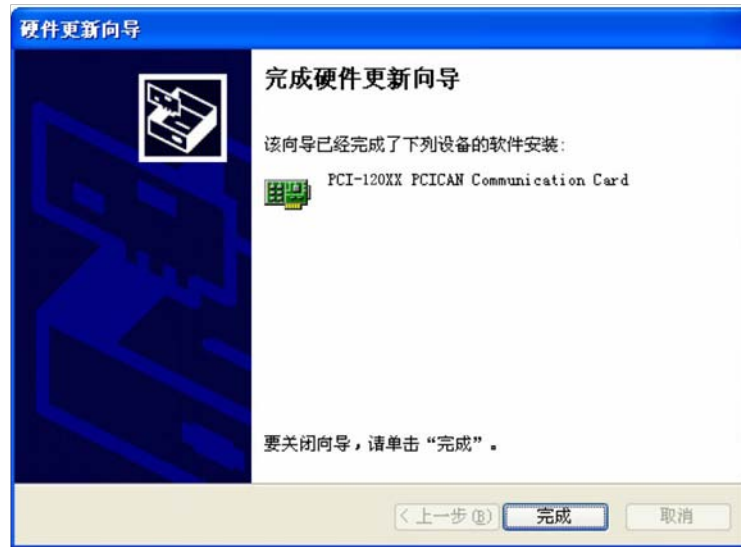 硬件更新向导
完成硬件更新向导
该向导已经完成了下列设备的软件安装:
PCI-120XX PCICAN Communication Card
要关闭向导，请单击“完成”。
<上一步(B)
完成
取消